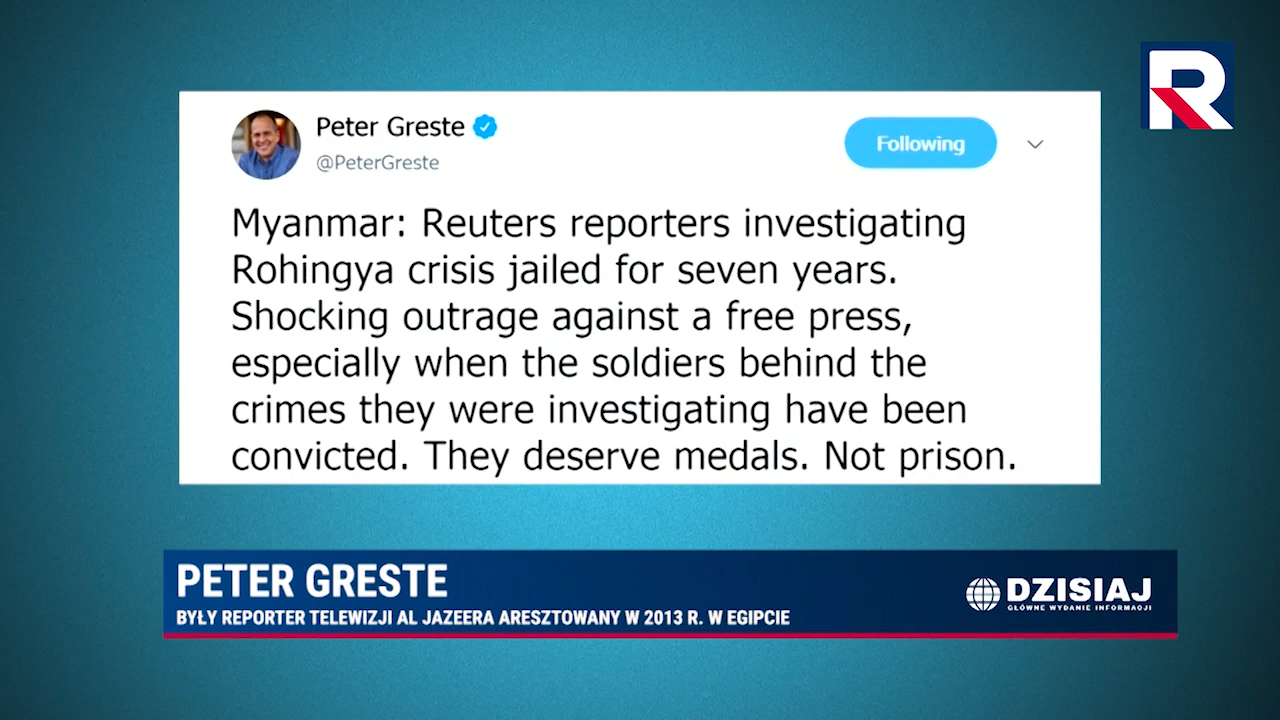 R
Peter Greste
@PeterGreste
Following
Myanmar: Reuters reporters investigating
Rohingya crisis jailed for seven years.
Shocking outrage against a free press,
especially when the soldiers behind the
crimes they were investigating have been
convicted. They deserve medals. Not prison.
PETER GRESTE
BYŁY REPORTER TELEWIZJI AL JAZEERA ARESZTOWANY W 2013 R. W EGIPCIE
DZISIAJ
GŁÓWNE WYDANIE INFORMACJI